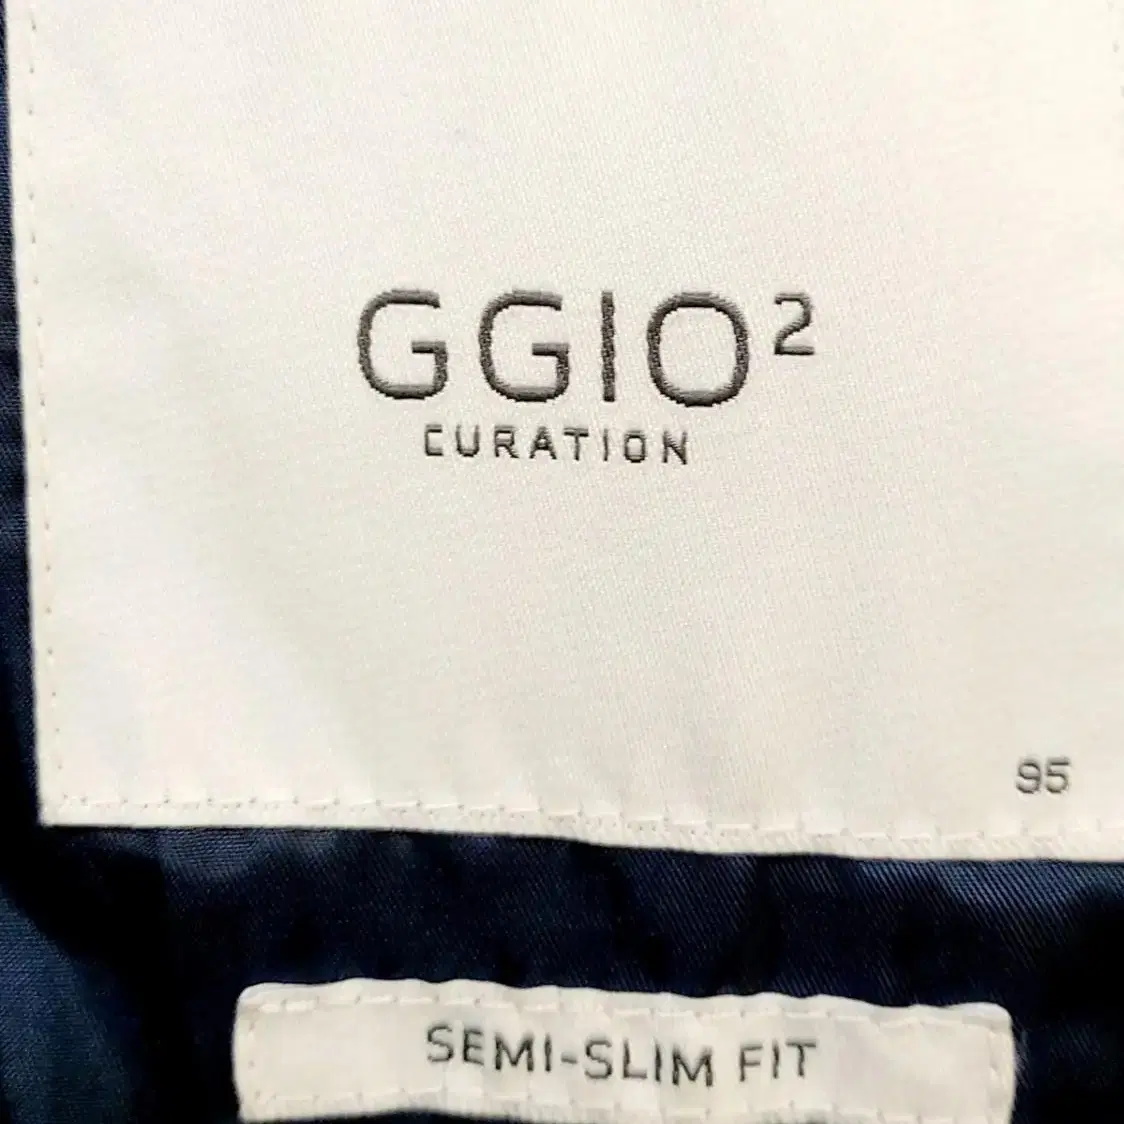 GGIO²
CURATION
95
SEMI-SLIM FIT